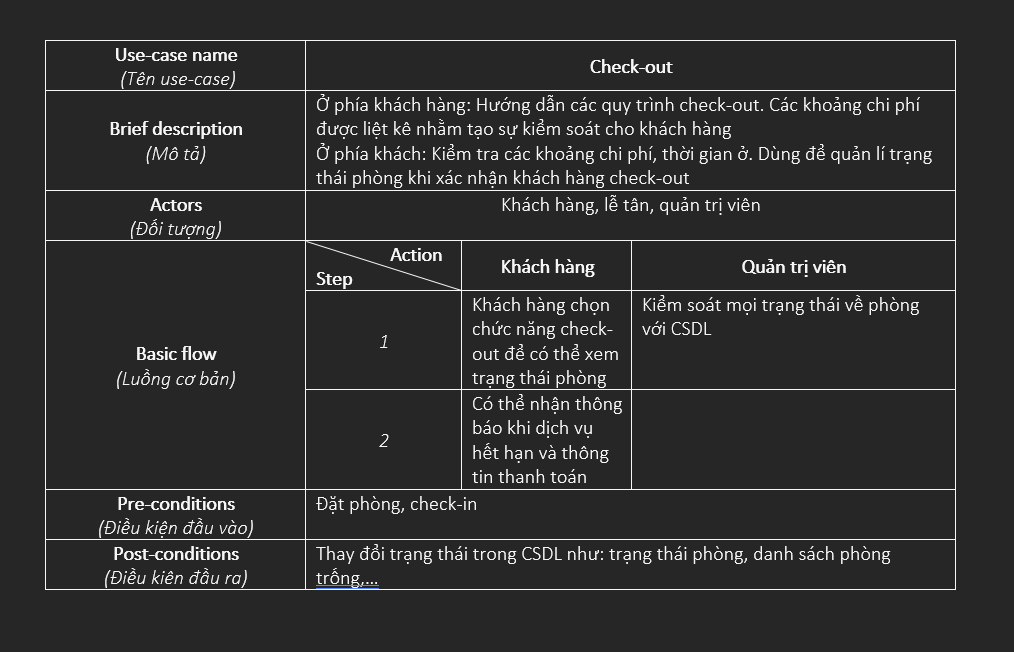 Use-case name
(Tên use-case)
Check-out
Brief description
(Mô tả)
Ở phía khách hàng: Hướng dẫn các quy trình check-out. Các khoảng chi phí
được liệt kê nhằm tạo sự kiểm soát cho khách hàng
Ở phía khách: Kiểm tra các khoảng chi phí, thời gian ở. Dùng để quản lí trạng
thái phòng khi xác nhận khách hàng check-out
Actors
(Đối tượng)
Khách hàng, lễ tân, quản trị viên
Basic flow
(Luồng cơ bản)
Action
Step
Khách hàng
Quản trị viên
1
Khách hàng chọn
chức năng check-
out để có thể xem
trạng thái phòng
Kiểm soát mọi trạng thái về phòng
với CSDL
2
Có thể nhận thông
báo khi dịch vụ
hết hạn và thông
tin thanh toán
Pre-conditions
(Điều kiện đầu vào)
Đặt phòng, check-in
Post-conditions
(Điều kiên đầu ra)
Thay đổi trạng thái trong CSDL như: trạng thái phòng, danh sách phòng
trống,...